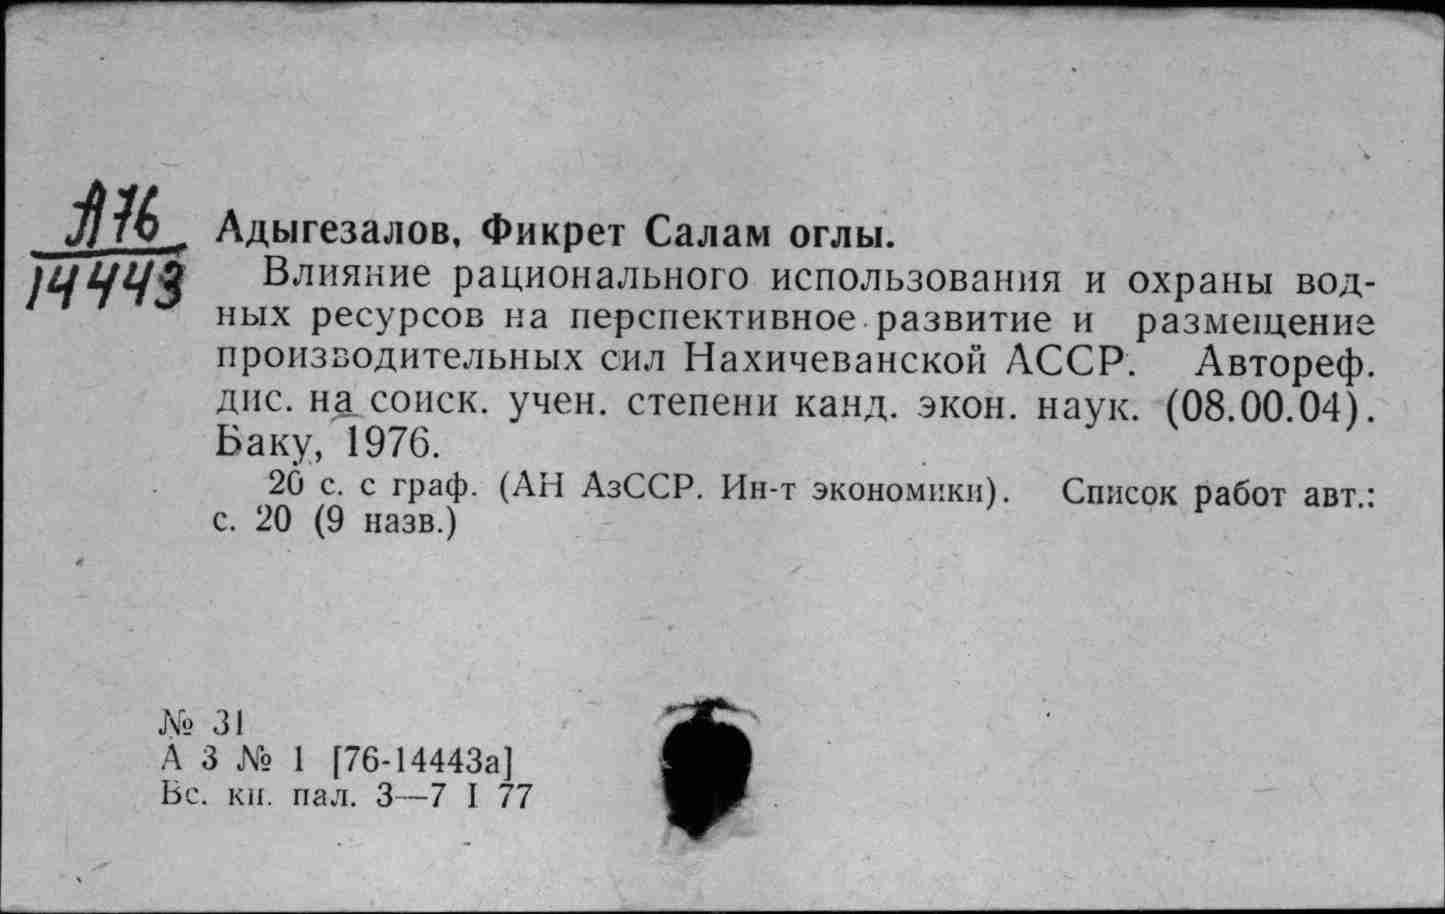 А76
14443
Адыгезалов, Фикрет Салам оглы.
Влияние рационального использования и охраны вод-
ных ресурсов на перспективное развитие и размещение
производительных сил Нахичеванской АССР. Автореф.
дис. на соиск. учен. степени канд. экон. наук. (08.00.04).
Баку, 1976.
20 с. с граф. (АН АзССР. Ин-т экономики). Список работ авт.:
с. 20 (9 назв.)
№ 31
А 3 № 1 [76-14443а]
Вс. кн. пал. 3—7 I 77